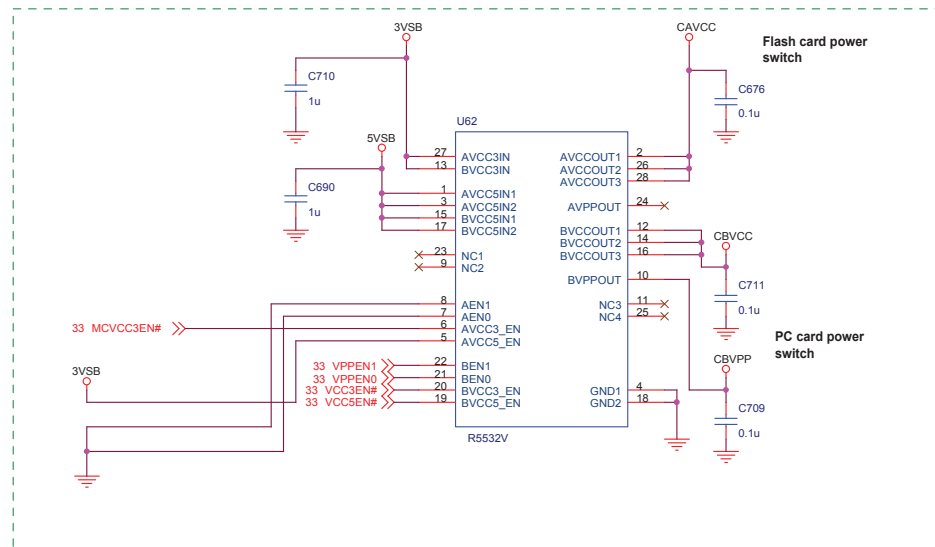 3VSB
CAVCC
Flash card power
switch
C710
1u
C676
0.1u
U62
5VSB
27 AVCC3IN AVCCOUT1 2
13 BVCC3IN AVCCOUT2 26
AVCCOUT3 28
C690
1u
1 AVCC5IN1
3 AVCC5IN2 AVPPOUT 24
15 BVCC5IN1
17 BVCC5IN2 BVCCOUT1 12
BVCCOUT2 14
BVCCOUT3 16
CBVCC
23 NC1
9 NC2 BVPPOUT 10
C711
0.1u
8 AEN1 NC3 11
7 AEN0 NC4 25
33 MCVCC3EN# 6 AVCC3_EN
5 AVCC5_EN
PC card power
switch
33 VPPEN1 22 BEN1
33 VPPEN0 21 BEN0
33 VCC3EN# 20 BVCC3_EN GND1 4
33 VCC5EN# 19 BVCC5_EN GND2 18
3VSB
CBVPP
C709
0.1u
R5532V